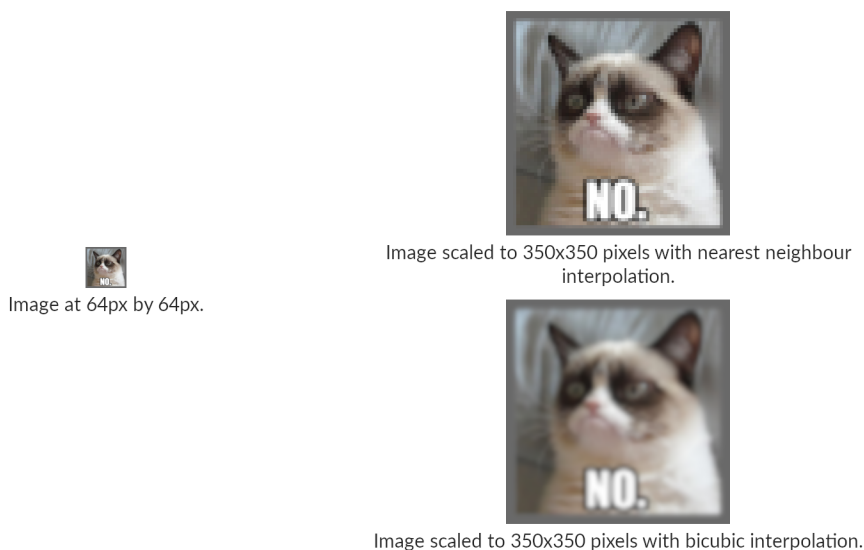 NO.
Image scaled to 350x350 pixels with nearest neighbour
interpolation.
NO.
Image at 64px by 64px.
NO.
Image scaled to 350x350 pixels with bicubic interpolation.